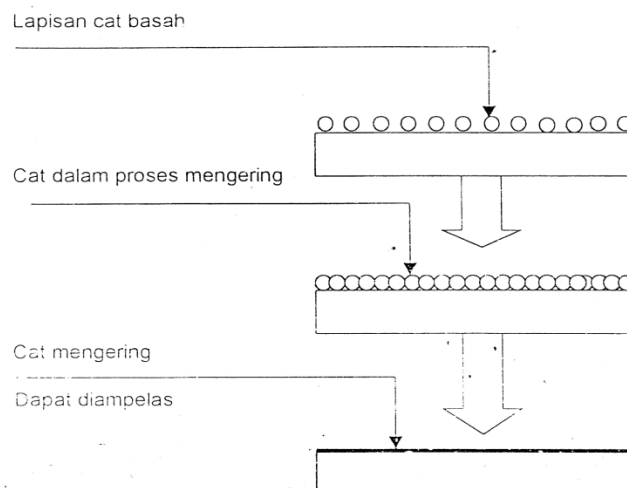 Lapisan cat basah
Cat dalam proses mengering
Cat mengering
Dapat diampelas